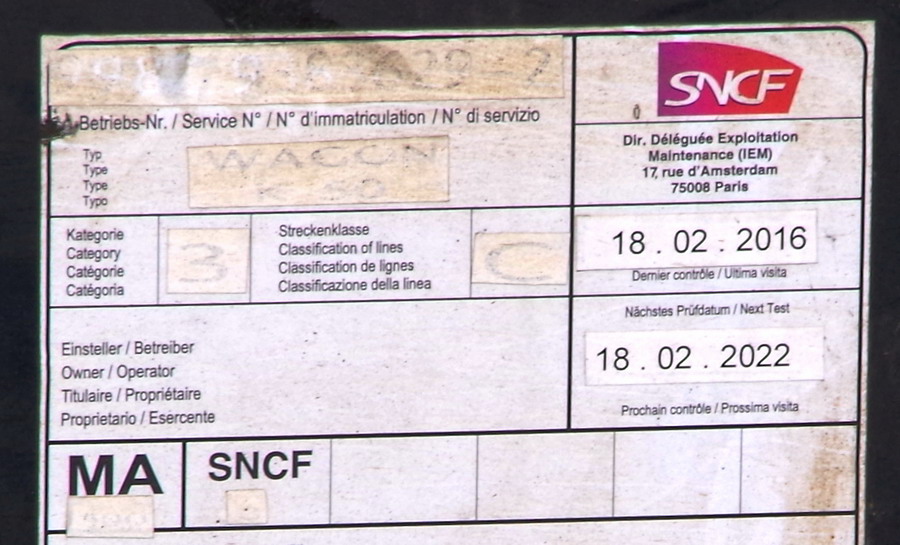 SNCF
Betriebs-Nr. / Service N° / N° d'immatriculation / N° di servizio
Typ
Type
Type
Typo
WAGON
Dir. Déléguée Exploitation
Maintenance (IEM)
17, rue d'Amsterdam
75008 Paris
Kategorie
Category
Catégorie
Catégoria
3
Streckenklasse
Classification of lines
Classification de lignes
Classificazione della linea
C
18 . 02 . 2016
Dernier contrôle / Ultima visita
Nächstes Prüfdatum / Next Test
18 . 02 . 2022
Prochain contrôle / Prossima visita
Einsteller / Betreiber
Owner / Operator
Titulaire / Propriétaire
Proprietario / Esercente
MA
SNCF